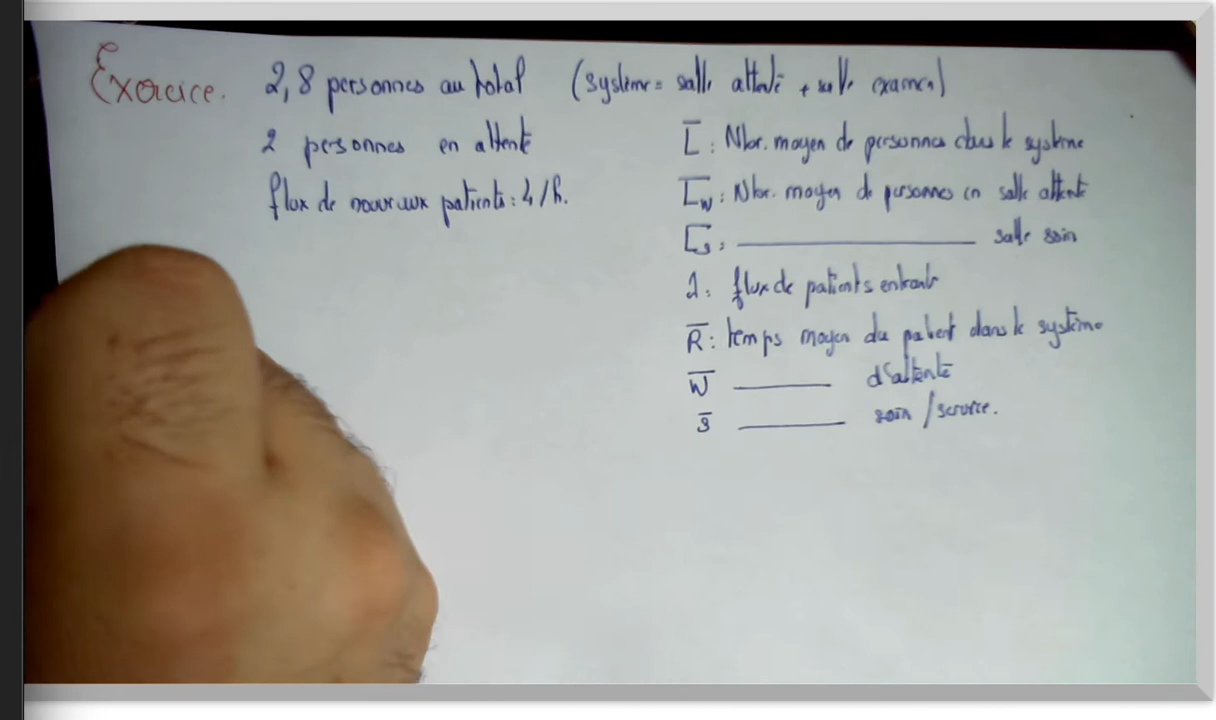 Exercice. 2,8 personnes au total (système = salle attente + salle examen)
2 personnes en attente
flux de nouveaux patients : 4/h.
L̅ : Nbr. moyen de personnes dans le système
L̅w : Nbr. moyen de personnes en salle attente
L̅s : —————— salle soin
λ : flux de patients entrants
R̅ : temps moyen du patient dans le système
W̅ ———— d'attente
s̅ ———— soin / service.